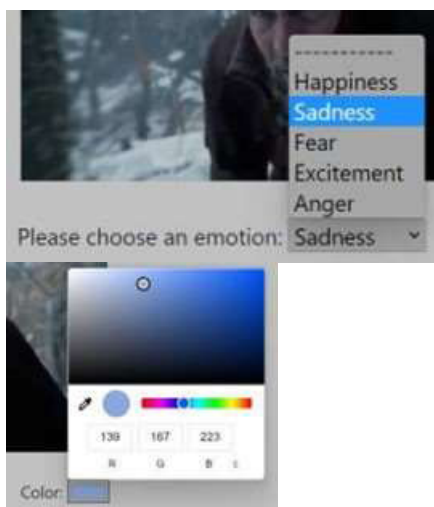 -----------
Happiness
Sadness
Fear
Excitement
Anger
Please choose an emotion: Sadness
139 167 223
R G B
Color: